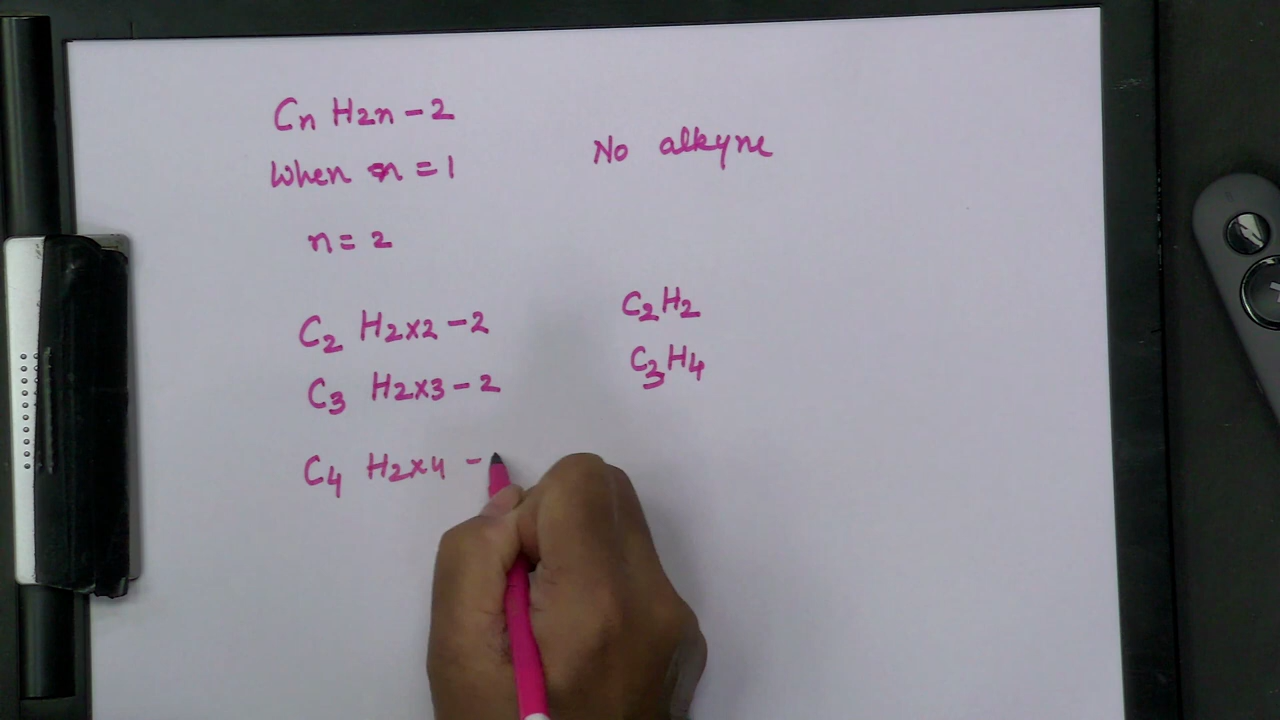 Cn H2n - 2
When n = 1 No alkyne
n = 2
C2 H2x2 - 2 C2H2
C3 H2x3 - 2 C3H4
C4 H2x4 -